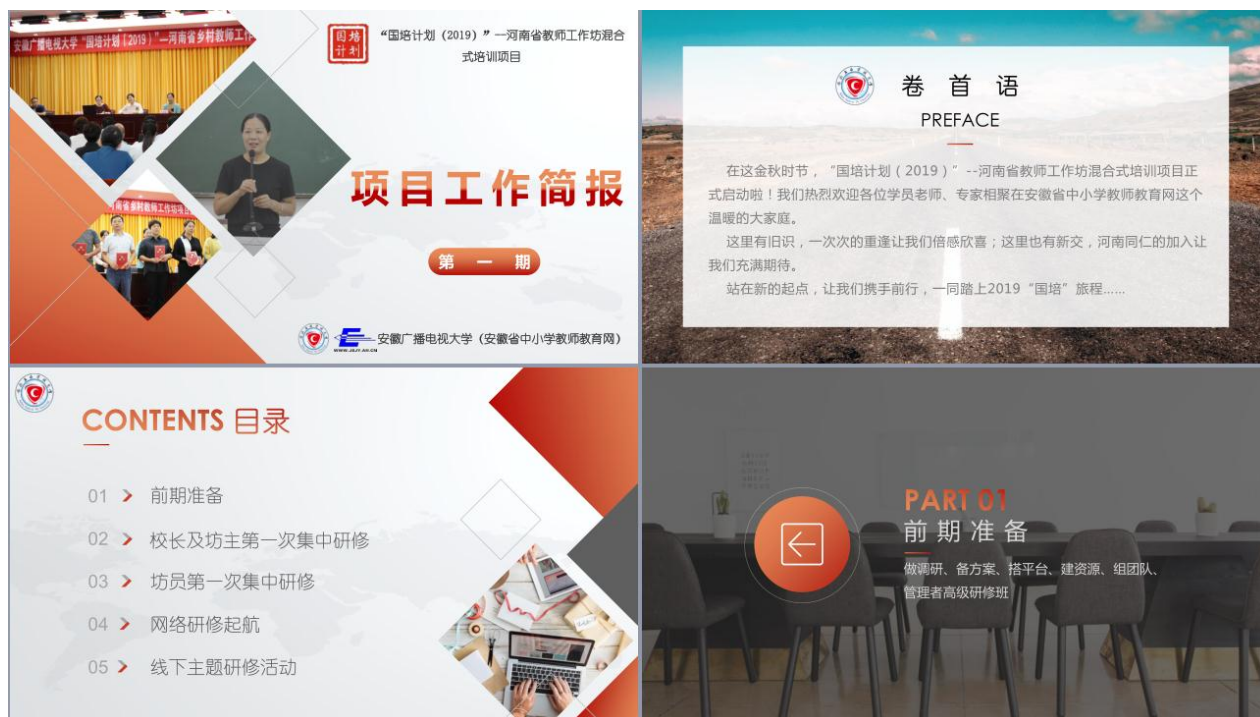 安徽广播电视大学“国培计划（2019）”—河南省乡村教师工作
国培
计划
“国培计划（2019）”--河南省教师工作坊混合
式培训项目
项目工作简报
第 一 期
安徽广播电视大学（安徽省中小学教师教育网）
卷 首 语
PREFACE
在这金秋时节，“国培计划（2019）”--河南省教师工作坊混合式培训项目正
式启动啦！我们热烈欢迎各位学员老师、专家相聚在安徽省中小学教师教育网这个
温暖的大家庭。
这里有旧识，一次次的重逢让我们倍感欣喜；这里也有新交，河南同仁的加入让
我们充满期待。
站在新的起点，让我们携手前行，一同踏上2019“国培”旅程……
CONTENTS 目录
01 前期准备
02 校长及坊主第一次集中研修
03 坊员第一次集中研修
04 网络研修起航
05 线下主题研修活动
PART 01
前期准备
做调研、备方案、搭平台、建资源、组团队、
管理者高级研修班